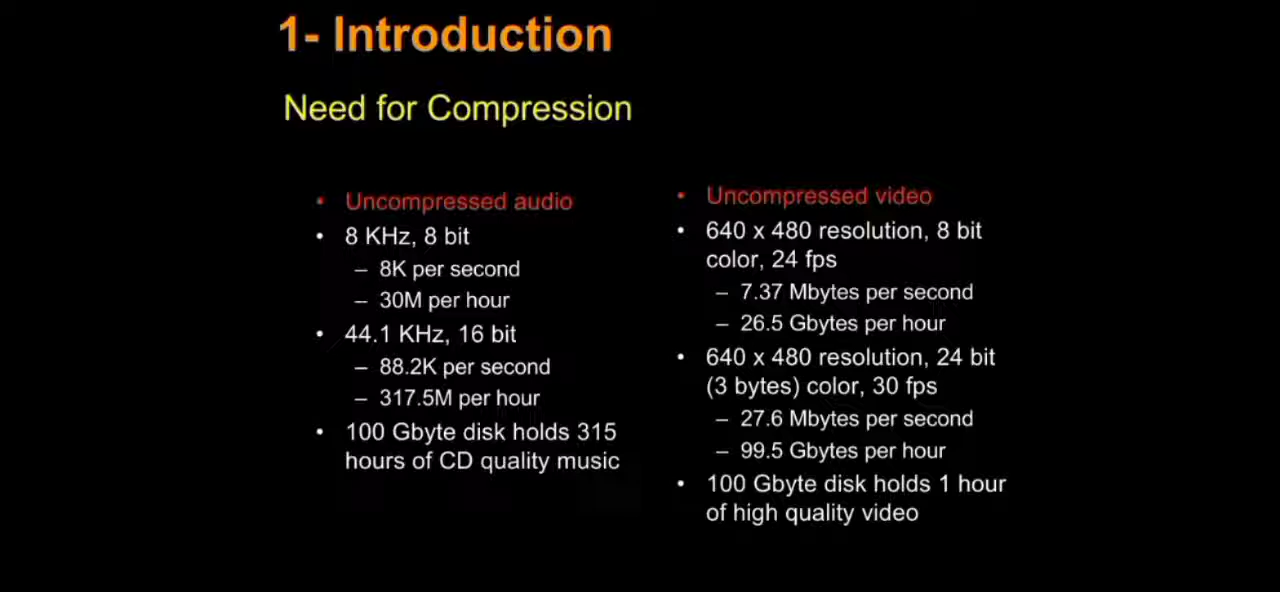 1- Introduction
Need for Compression
• Uncompressed audio
• 8 KHz, 8 bit
– 8K per second
– 30M per hour
• 44.1 KHz, 16 bit
– 88.2K per second
– 317.5M per hour
• 100 Gbyte disk holds 315
hours of CD quality music
• Uncompressed video
• 640 x 480 resolution, 8 bit
color, 24 fps
– 7.37 Mbytes per second
– 26.5 Gbytes per hour
• 640 x 480 resolution, 24 bit
(3 bytes) color, 30 fps
– 27.6 Mbytes per second
– 99.5 Gbytes per hour
• 100 Gbyte disk holds 1 hour
of high quality video